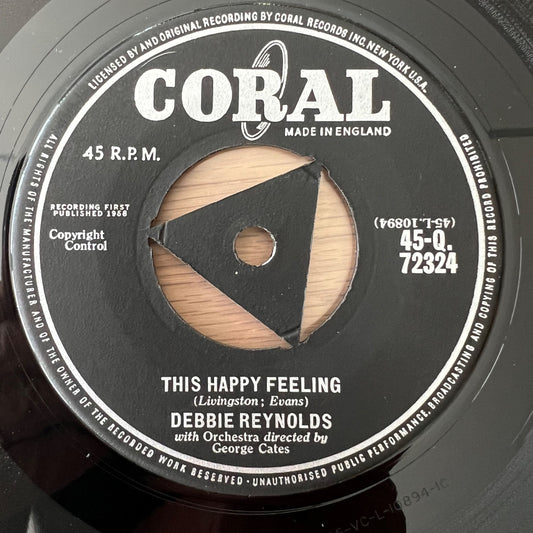 LICENSED BY AND ORIGINAL RECORDING BY CORAL RECORDS INC. NEW YORK U.S.A.
CORAL
MADE IN ENGLAND
45 R.P.M.
RECORDING FIRST
PUBLISHED 1958
Copyright
Control
(45-L.10894)
45-Q.
72324
THIS HAPPY FEELING
(Livingston; Evans)
DEBBIE REYNOLDS
with Orchestra directed by
George Cates
ALL RIGHTS OF THE MANUFACTURER AND OF THE OWNER OF THE RECORDED WORK RESERVED - UNAUTHORISED PUBLIC PERFORMANCE, BROADCASTING AND COPYING OF THIS RECORD PROHIBITED
VC-L-10894-1C